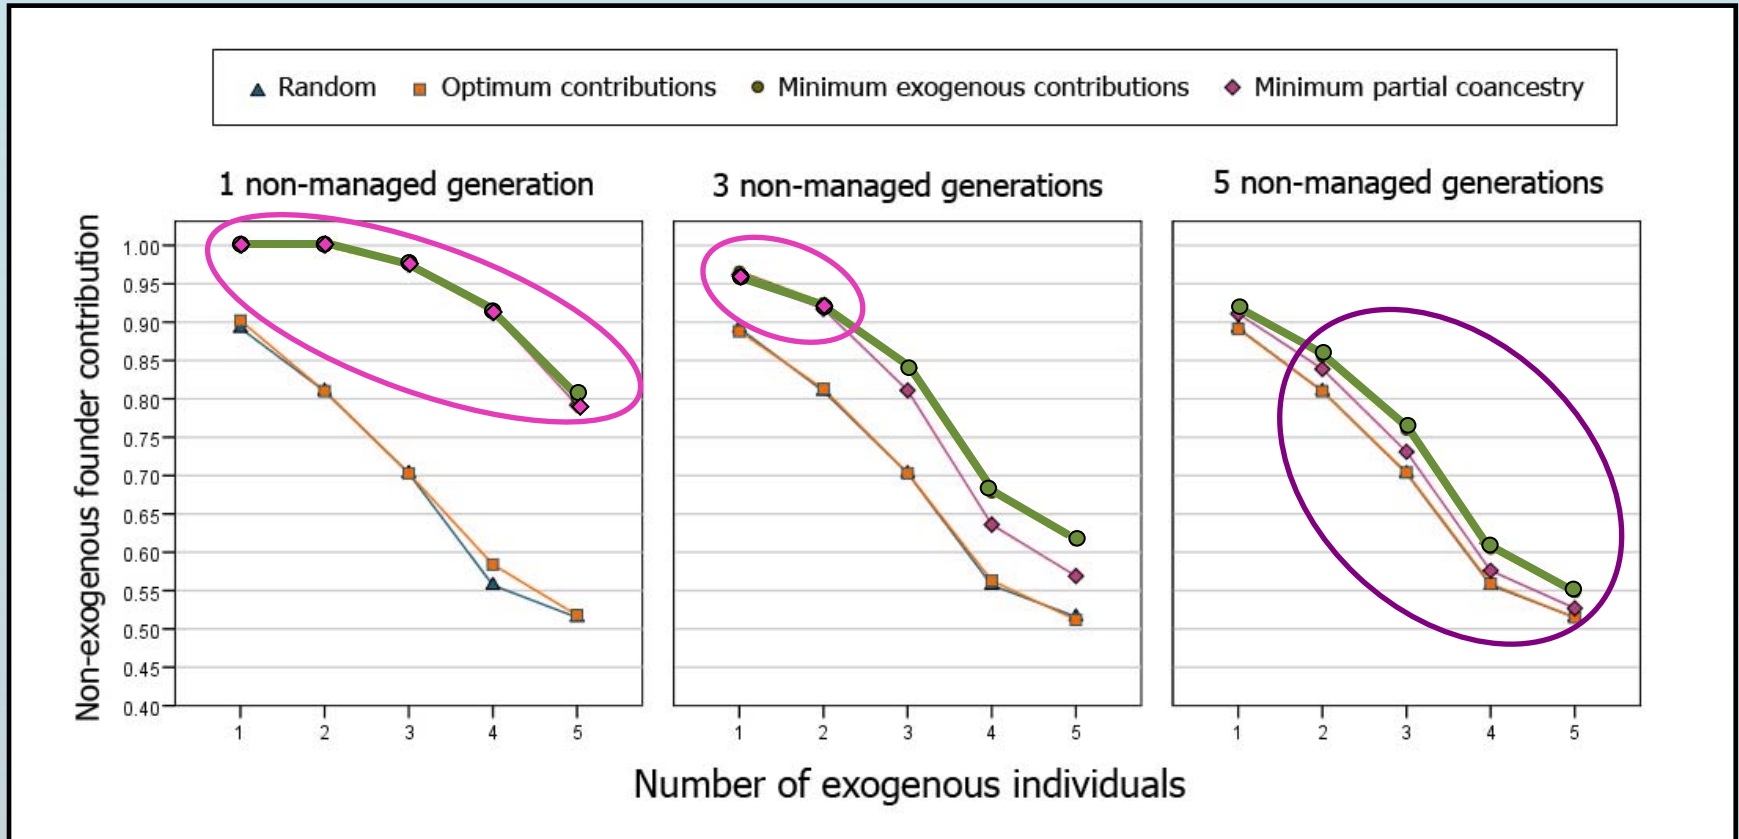 Random Optimum contributions Minimum exogenous contributions Minimum partial coancestry
1 non-managed generation 3 non-managed generations 5 non-managed generations
Non-exogenous founder contribution
1.00
0.95
0.90
0.85
0.80
0.75
0.70
0.65
0.60
0.55
0.50
0.45
0.40
1 2 3 4 5 1 2 3 4 5 1 2 3 4 5
Number of exogenous individuals